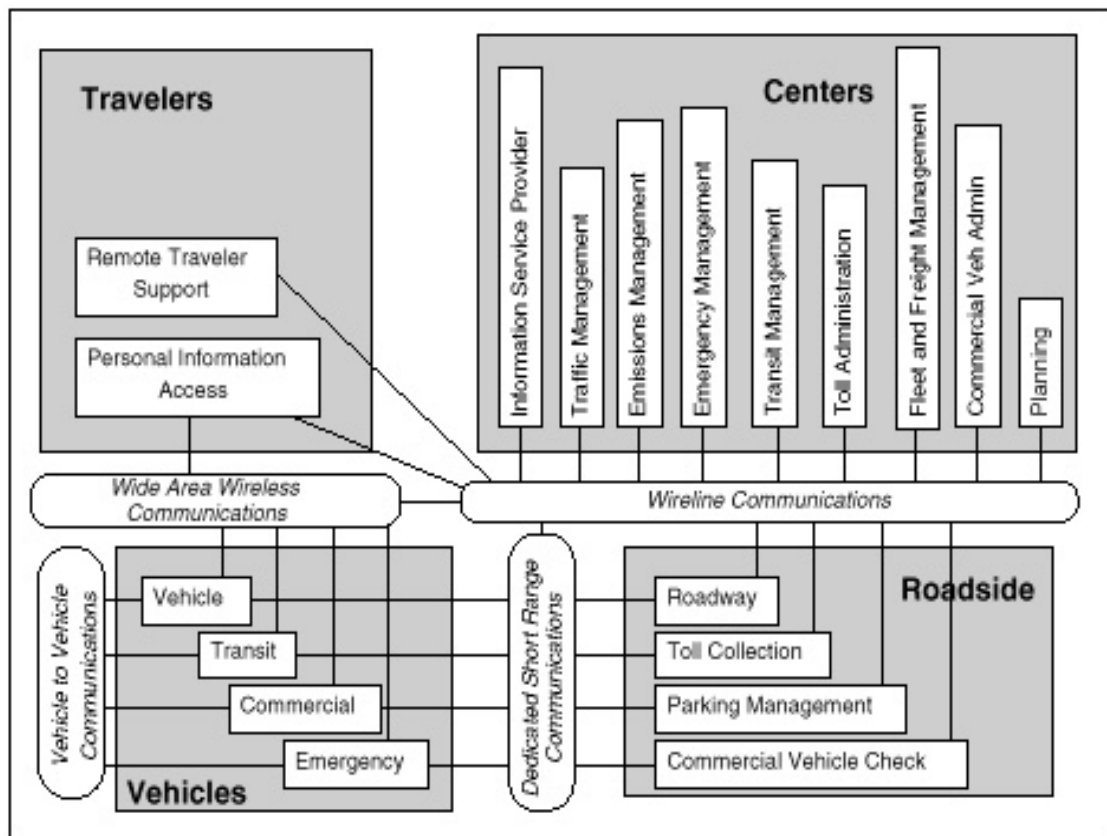 Travelers
Remote Traveler
Support
Personal Information
Access
Centers
Information Service Provider
Traffic Management
Emissions Management
Emergency Management
Transit Management
Toll Administration
Fleet and Freight Management
Commercial Veh Admin
Planning
Wide Area Wireless
Communications
Wireline Communications
Vehicle to Vehicle
Communications
Vehicle
Transit
Commercial
Emergency
Vehicles
Dedicated Short Range
Communications
Roadside
Roadway
Toll Collection
Parking Management
Commercial Vehicle Check